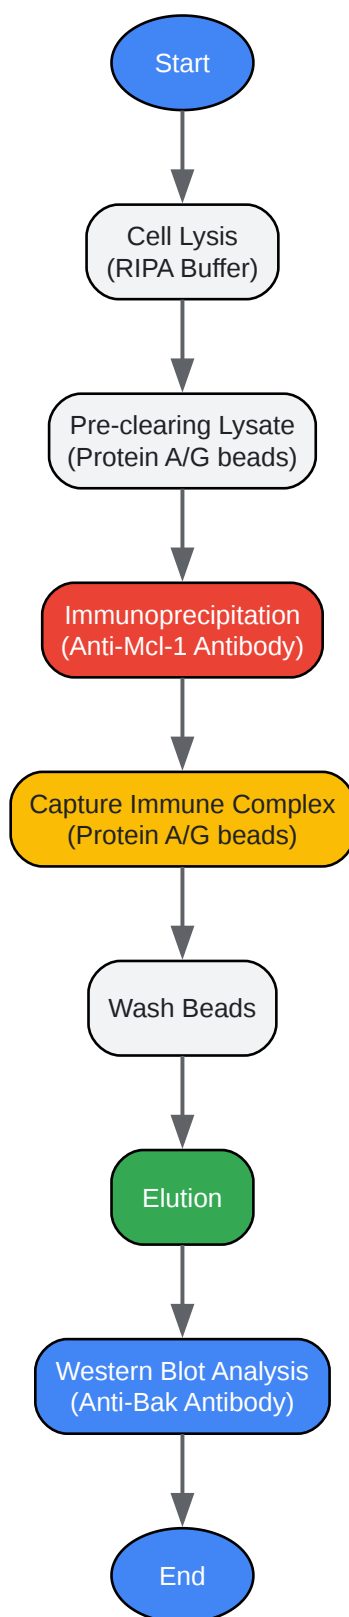 Start
Cell Lysis
(RIPA Buffer)
Pre-clearing Lysate
(Protein A/G beads)
Immunoprecipitation
(Anti-Mcl-1 Antibody)
Capture Immune Complex
(Protein A/G beads)
Wash Beads
Elution
Western Blot Analysis
(Anti-Bak Antibody)
End